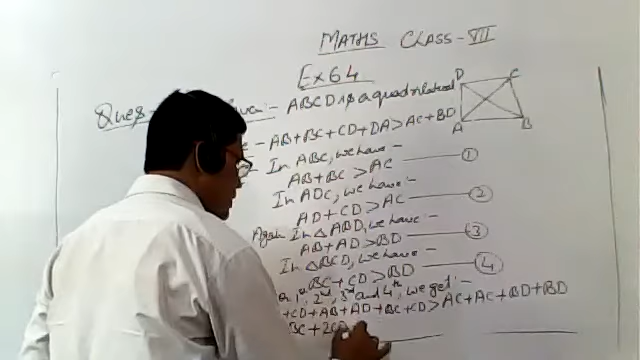 MATHS CLASS-VII
Ex 6.4
Ques - :- ABCD is a quadrilateral
- AB+BC+CD+DA>AC+BD
In ABC, we have -
AB+BC >AC ——— ①
In ADC, we have :-
AD+CD>AC ——— ②
Again In △ ABD, we have :-
AB+AD >BD ——— ③
In △BCD, we have -
BC+CD >BD ——— ④
1st, 2nd, 3rd and 4th, we get :-
+CD+AB+AD+BC+CD>AC+AC+BD+BD
BC+2CD
D
C
A
B